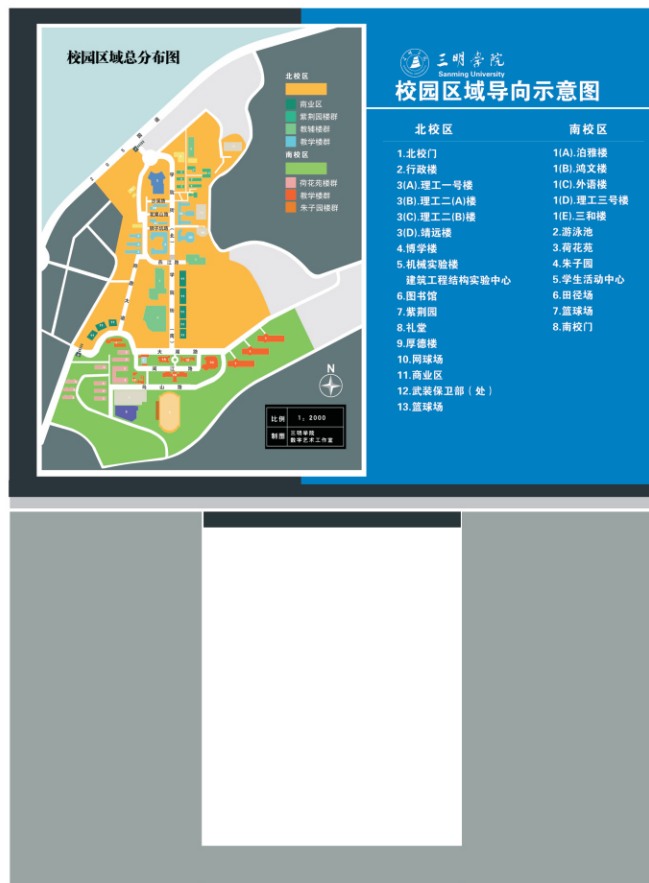 校园区域总分布图
北校区
商业区
紫荆园楼群
教辅楼群
教学楼群
南校区
荷花苑楼群
教学楼群
朱子园楼群
N
比例 1：2000
制图 三明学院
数字艺术工作室
三明学院
Sanming University
校园区域导向示意图
北校区
1.北校门
2.行政楼
3(A).理工一号楼
3(B).理工二(A)楼
3(C).理工二(B)楼
3(D).靖远楼
4.博学楼
5.机械实验楼
建筑工程结构实验中心
6.图书馆
7.紫荆园
8.礼堂
9.厚德楼
10.网球场
11.商业区
12.武装保卫部（处）
13.篮球场
南校区
1(A).泊雅楼
1(B).鸿文楼
1(C).外语楼
1(D).理工三号楼
1(E).三和楼
2.游泳池
3.荷花苑
4.朱子园
5.学生活动中心
6.田径场
7.篮球场
8.南校门